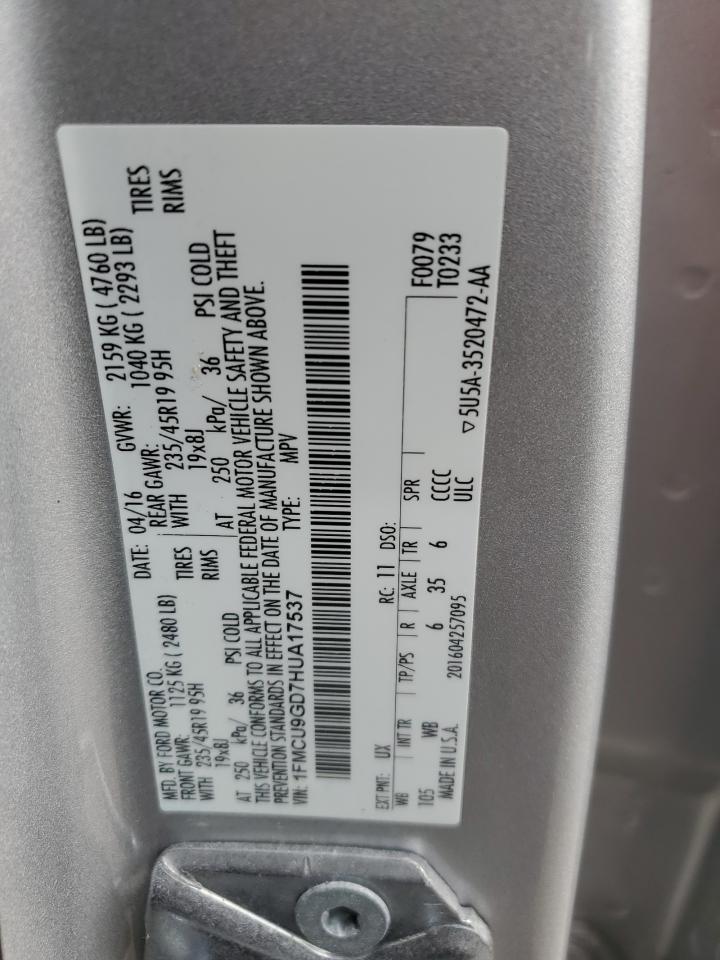 MFD. BY FORD MOTOR CO. DATE: 04/16 GVWR: 2159 KG ( 4760 LB)
FRONT GAWR: 1125 KG ( 2480 LB) REAR GAWR: 1040 KG ( 2293 LB)
WITH 235/45R19 95H TIRES WITH 235/45R19 95H TIRES
19x8J RIMS 19x8J RIMS
AT 250 kPa/ 36 PSI COLD AT 250 kPa/ 36 PSI COLD
THIS VEHICLE CONFORMS TO ALL APPLICABLE FEDERAL MOTOR VEHICLE SAFETY AND THEFT
PREVENTION STANDARDS IN EFFECT ON THE DATE OF MANUFACTURE SHOWN ABOVE.
VIN: 1FMCU9GD7HUA17537 TYPE: MPV
EXT PNT: UX RC: 11 DSO:
WB INT TR TP/PS R AXLE TR SPR F0079
105 WB 6 35 6 CCCC T0233
MADE IN U.S.A. 201604257095 ULC ▽5U5A-3520472-AA